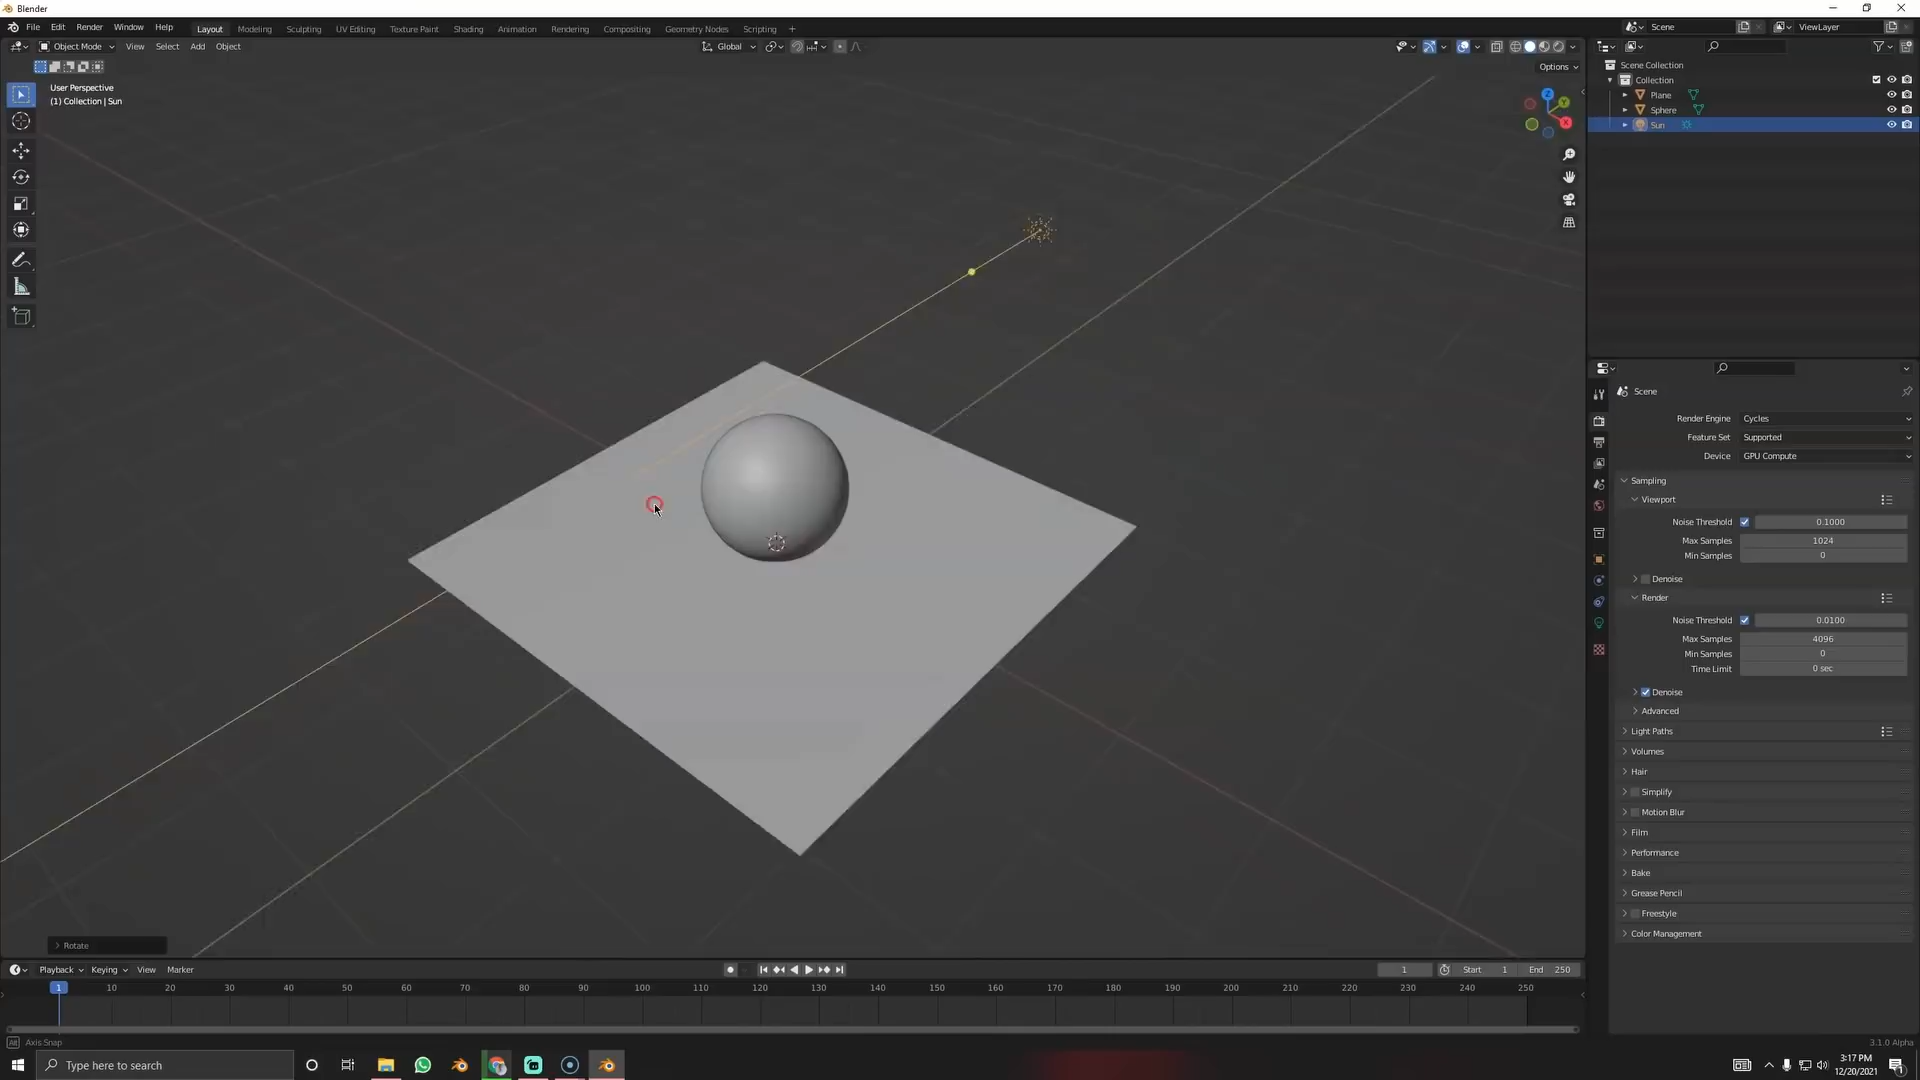 Blender
File Edit Render Window Help
Layout Modeling Sculpting UV Editing Texture Paint Shading Animation Rendering Compositing Geometry Nodes Scripting +
Scene
ViewLayer
Object Mode View Select Add Object
Global
Options
User Perspective
(1) Collection | Sun
Z
Y
X
Scene Collection
Collection
Plane
Sphere
Sun
Scene
Render Engine Cycles
Feature Set Supported
Device GPU Compute
Sampling
Viewport
Noise Threshold 0.1000
Max Samples 1024
Min Samples 0
Denoise
Render
Noise Threshold 0.0100
Max Samples 4096
Min Samples 0
Time Limit 0 sec
Denoise
Advanced
Light Paths
Volumes
Hair
Simplify
Motion Blur
Film
Performance
Bake
Grease Pencil
Freestyle
Color Management
Rotate
Playback Keying View Marker
1 Start 1 End 250
1 10 20 30 40 50 60 70 80 90 100 110 120 130 140 150 160 170 180 190 200 210 220 230 240 250
Alt Axis Snap
3.1.0 Alpha
Type here to search
3:17 PM
12/20/2021